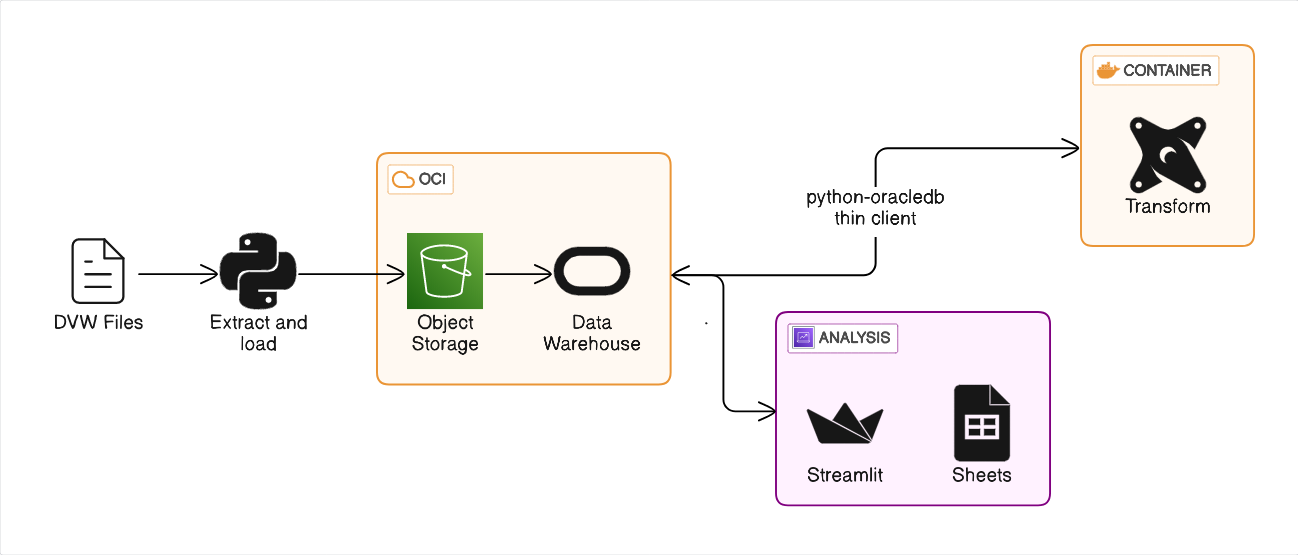 DVW Files
Extract and
load
OCI
Object
Storage
Data
Warehouse
python-oracledb
thin client
CONTAINER
Transform
ANALYSIS
Streamlit
Sheets